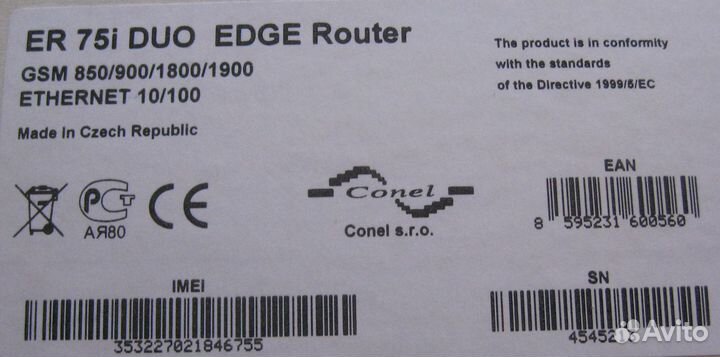 ER 75i DUO EDGE Router
GSM 850/900/1800/1900
ETHERNET 10/100
Made in Czech Republic
The product is in conformity
with the standards
of the Directive 1999/5/EC
АЯ80
CE
Conel
Conel s.r.o.
EAN
8 595231 600560
IMEI
353227021846755
SN
Avito